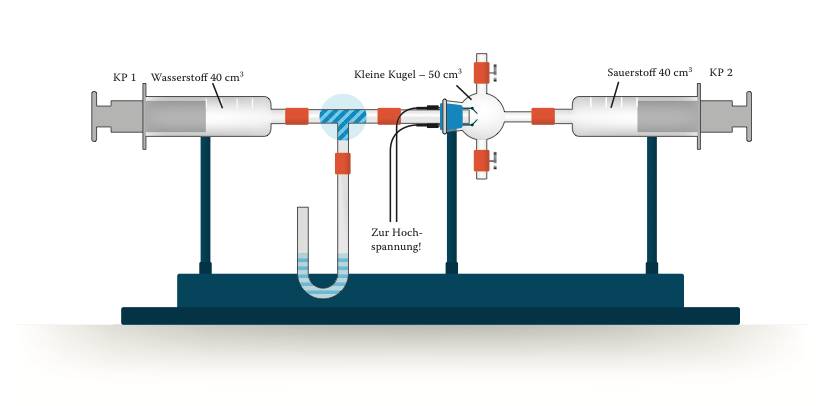 KP 1
Wasserstoff 40 cm³
Kleine Kugel – 50 cm³
Sauerstoff 40 cm³
KP 2
Zur Hoch-
spannung!